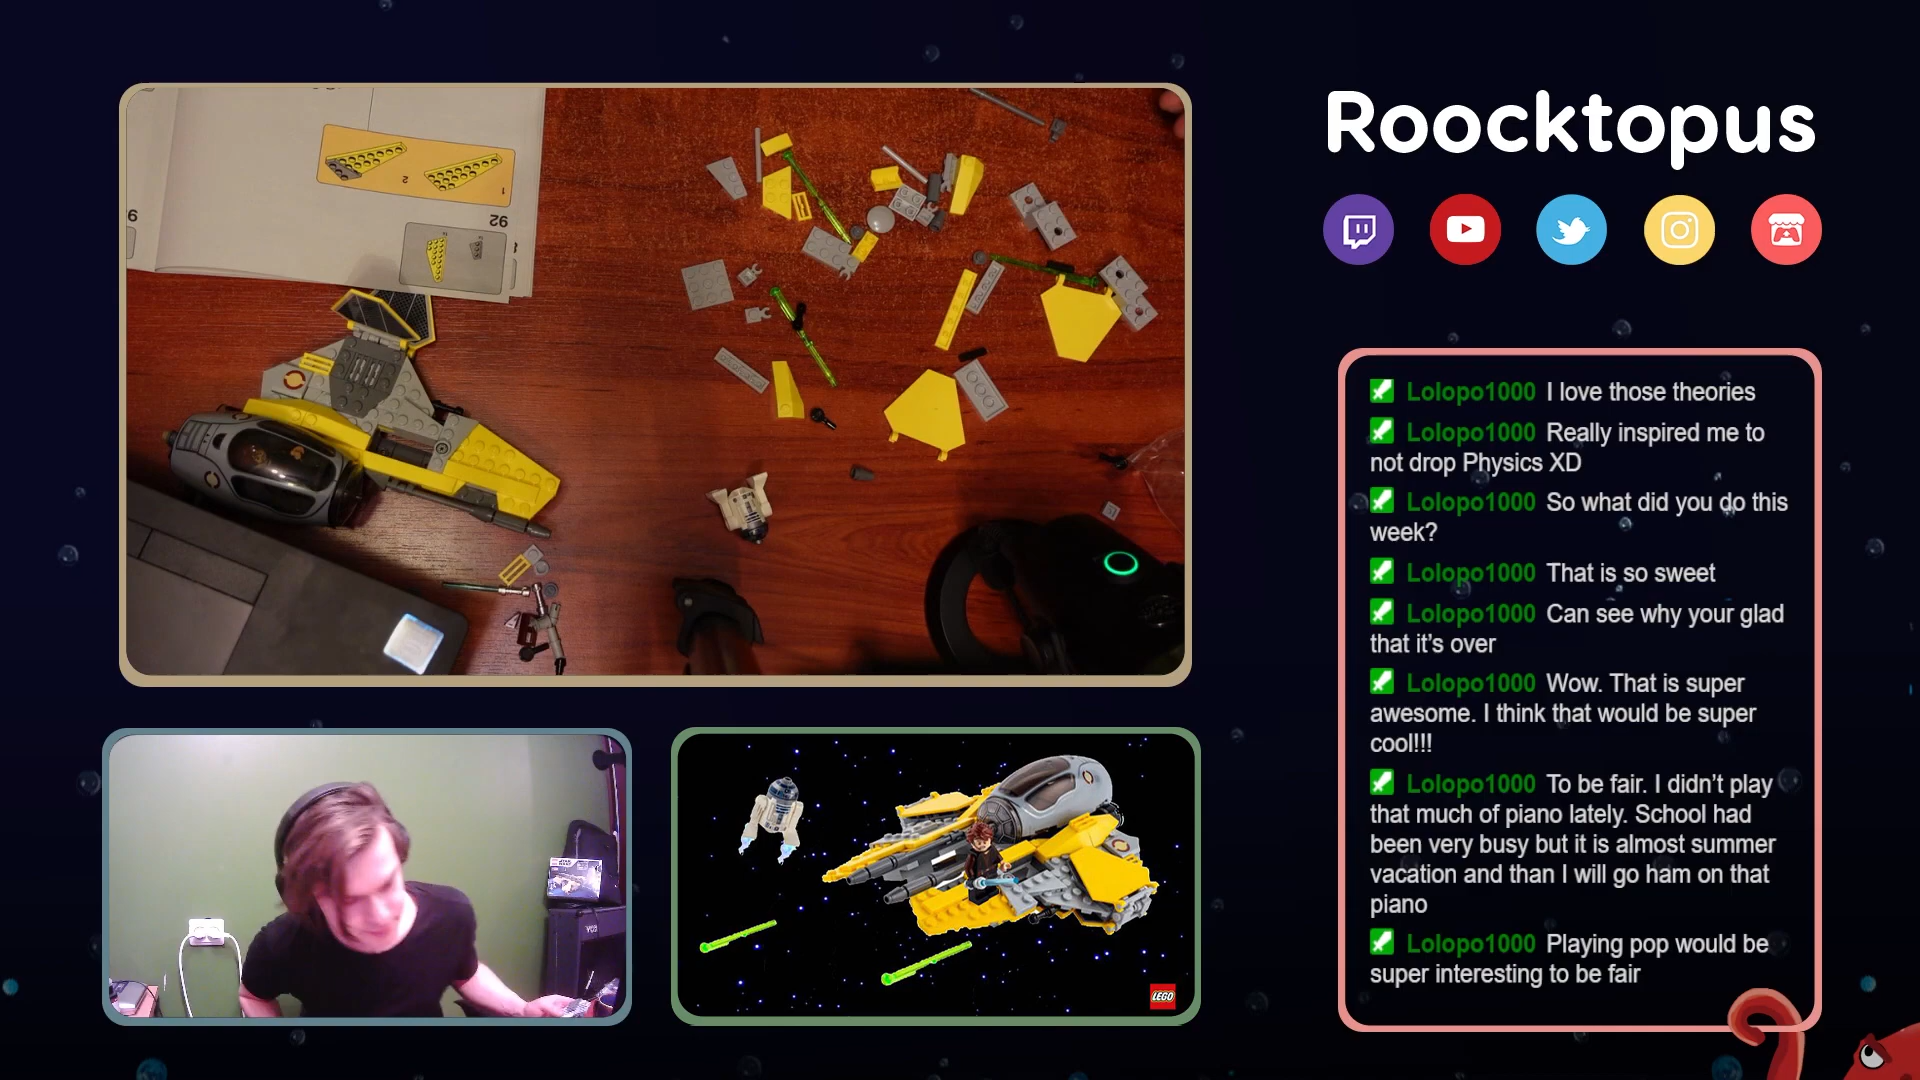 Roocktopus
92
2
1
Lolopo1000 I love those theories
Lolopo1000 Really inspired me to
not drop Physics XD
Lolopo1000 So what did you do this
week?
Lolopo1000 That is so sweet
Lolopo1000 Can see why your glad
that it's over
Lolopo1000 Wow. That is super
awesome. I think that would be super
cool!!!
Lolopo1000 To be fair. I didn't play
that much of piano lately. School had
been very busy but it is almost summer
vacation and than I will go ham on that
piano
Lolopo1000 Playing pop would be
super interesting to be fair
LEGO